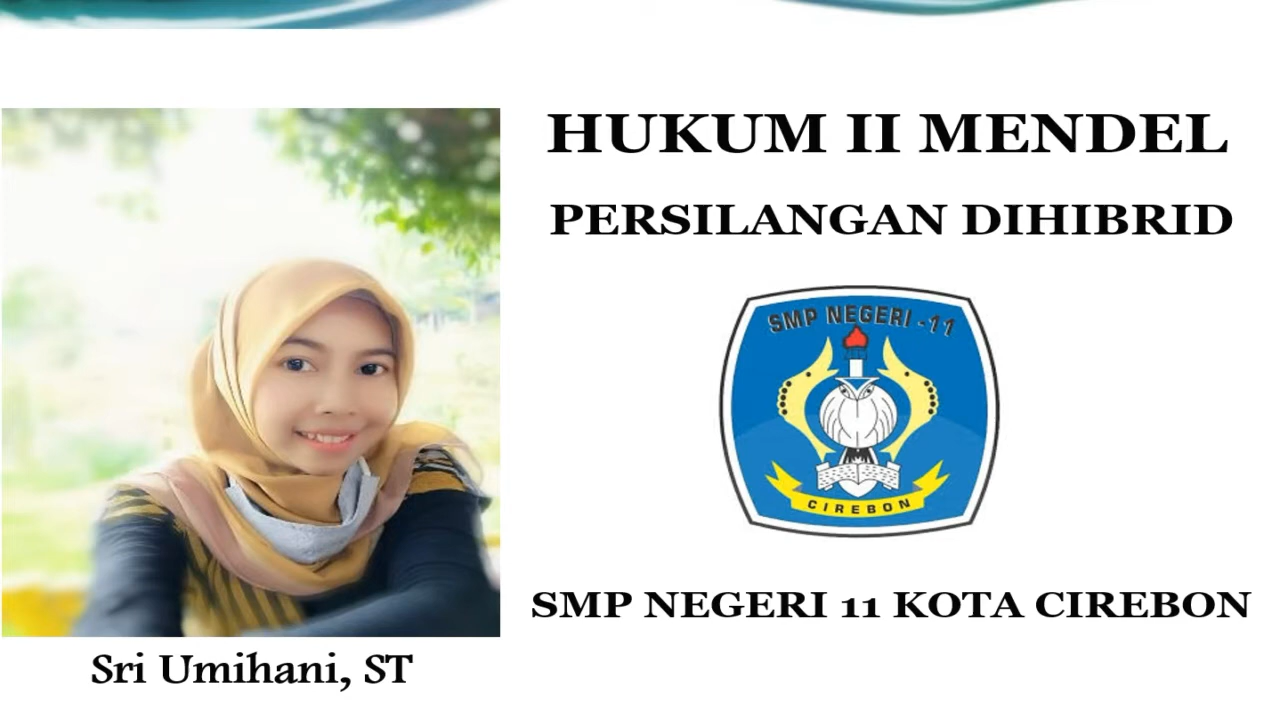 HUKUM II MENDEL
PERSILANGAN DIHIBRID
SMP NEGERI -11
CIREBON
SMP NEGERI 11 KOTA CIREBON
Sri Umihani, ST